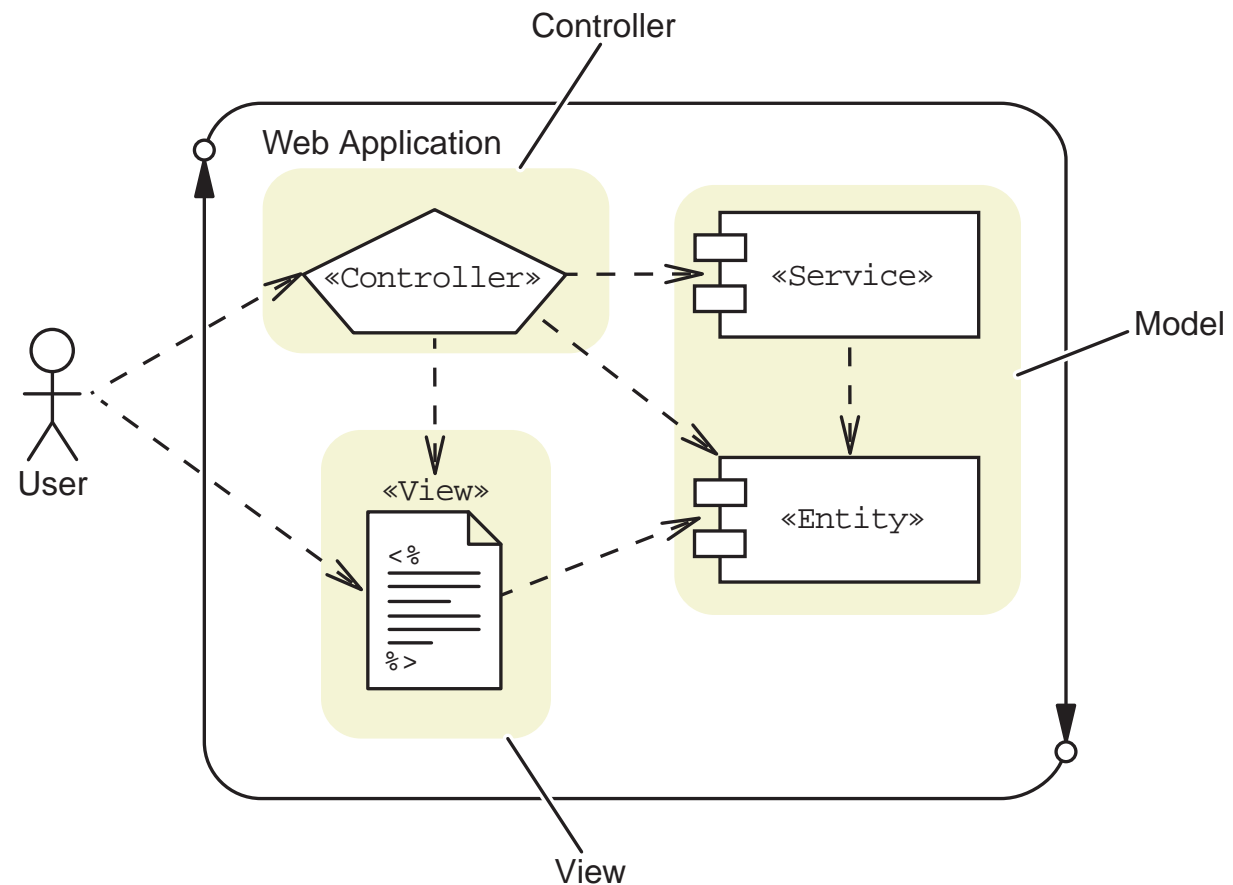 Controller
Web Application
«Controller»
«Service»
Model
User
«View»
«Entity»
<%
%>
View